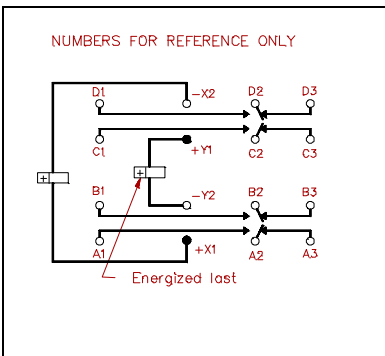 NUMBERS FOR REFERENCE ONLY
D1 −X2 D2 D3
C1 +Y1 C2 C3
+
+
B1 −Y2 B2 B3
A1 +X1 A2 A3
Energized last